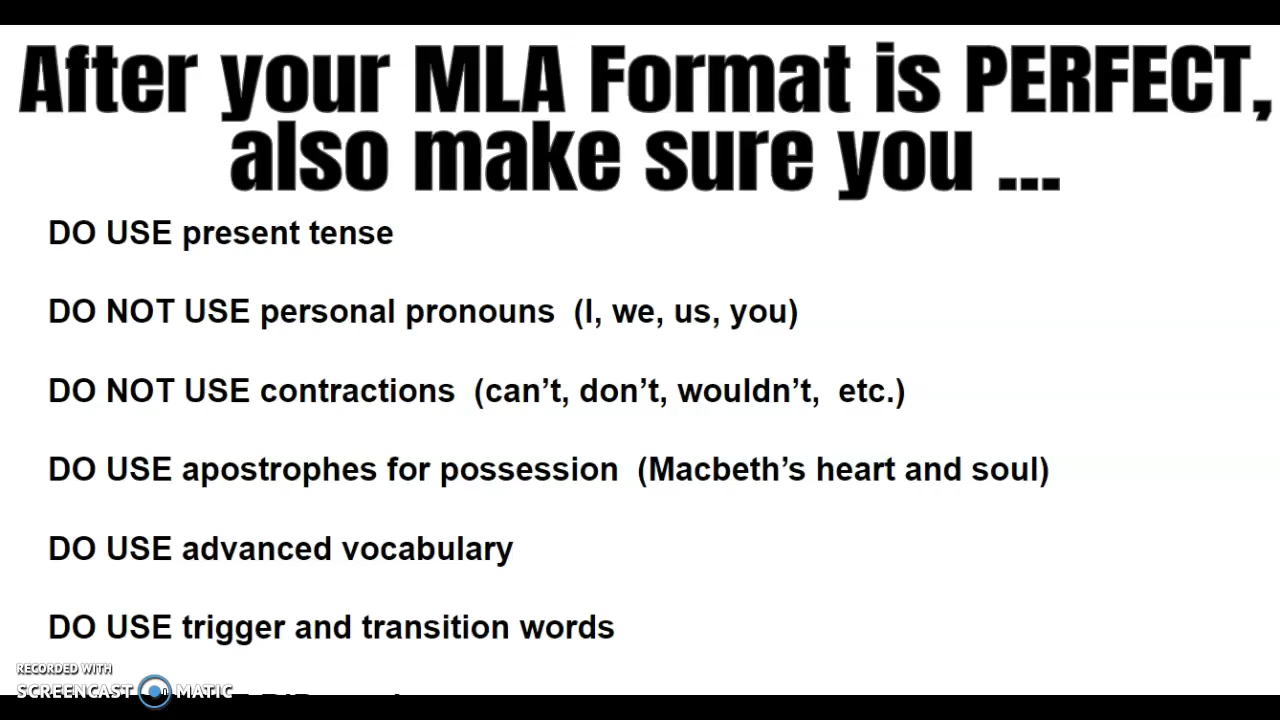 After your MLA Format is PERFECT,
also make sure you ...
DO USE present tense
DO NOT USE personal pronouns (I, we, us, you)
DO NOT USE contractions (can’t, don’t, wouldn’t, etc.)
DO USE apostrophes for possession (Macbeth’s heart and soul)
DO USE advanced vocabulary
DO USE trigger and transition words
RECORDED WITH
SCREENCAST MATIC